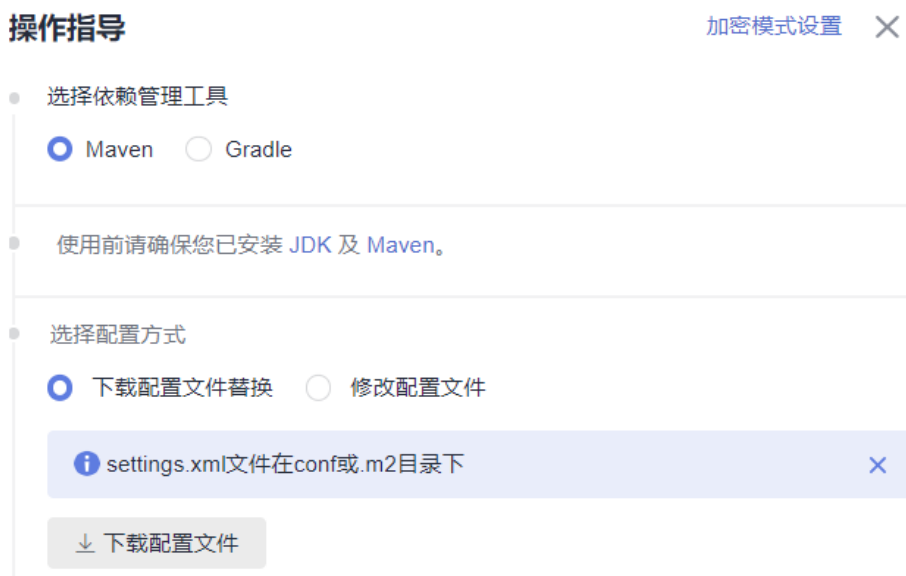 操作指导 加密模式设置
选择依赖管理工具
Maven Gradle
使用前请确保您已安装 JDK 及 Maven。
选择配置方式
下载配置文件替换 修改配置文件
settings.xml文件在conf或.m2目录下
下载配置文件